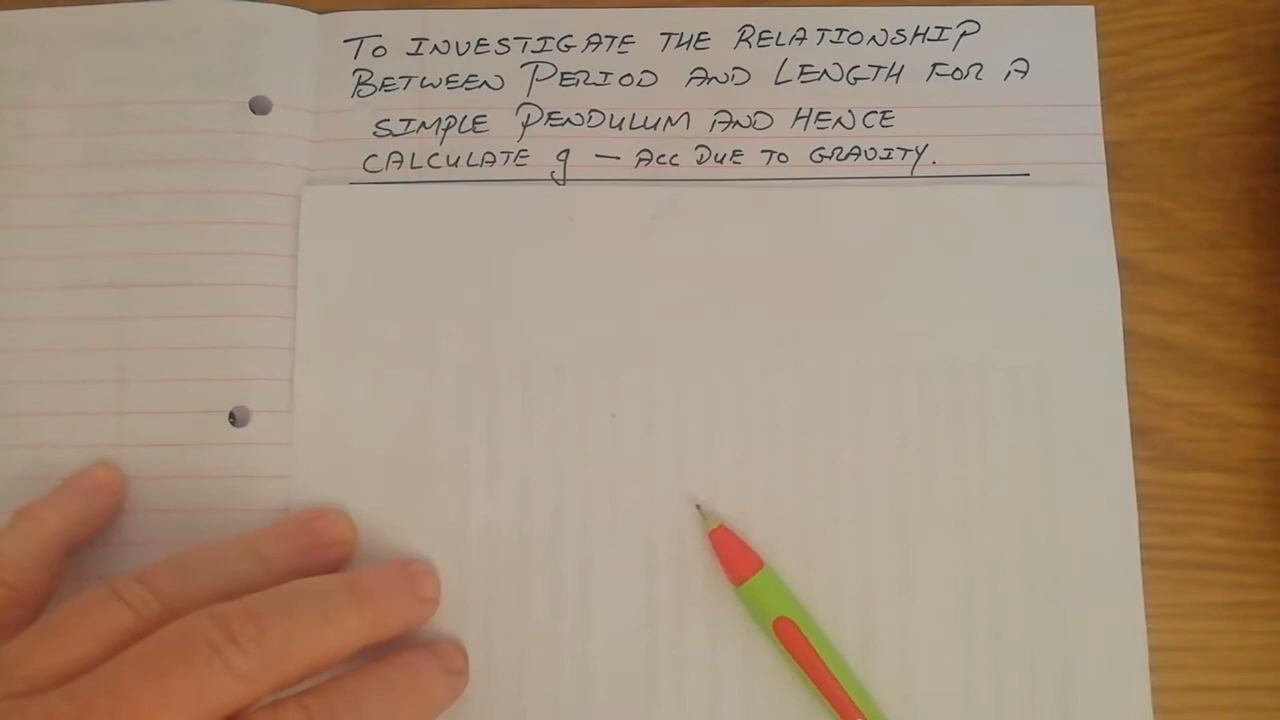 TO INVESTIGATE THE RELATIONSHIP
BETWEEN PERIOD AND LENGTH FOR A
SIMPLE PENDULUM AND HENCE
CALCULATE g — ACC DUE TO GRAVITY.